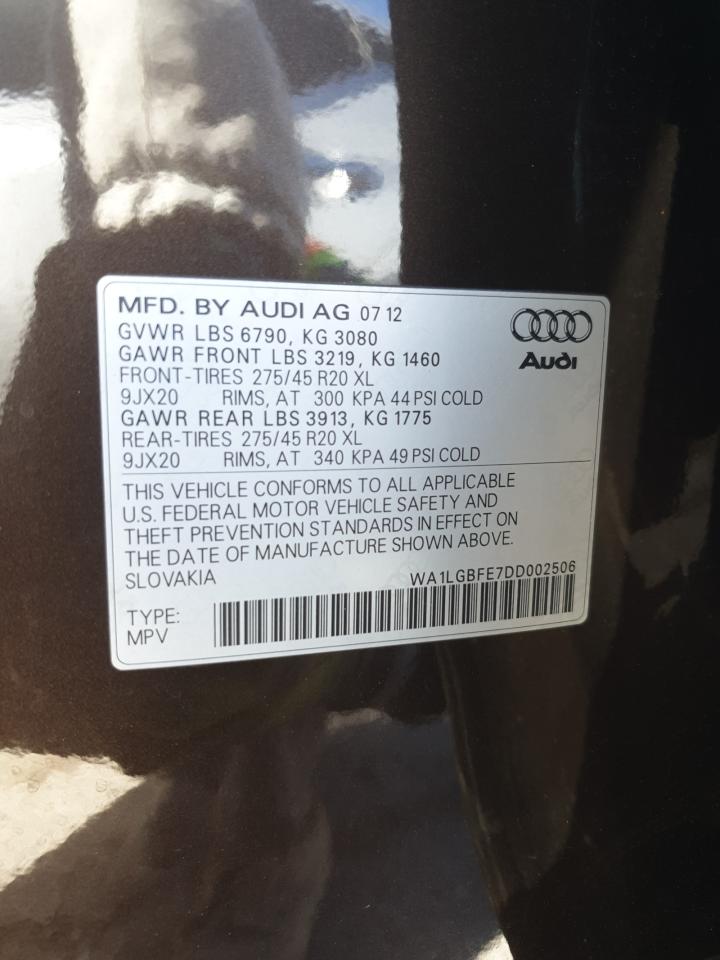 MFD. BY AUDI AG 07 12
GVWR LBS 6790, KG 3080
GAWR FRONT LBS 3219, KG 1460
FRONT-TIRES 275/45 R20 XL
9JX20 RIMS, AT 300 KPA 44 PSI COLD
GAWR REAR LBS 3913, KG 1775
REAR-TIRES 275/45 R20 XL
9JX20 RIMS, AT 340 KPA 49 PSI COLD
Audi
THIS VEHICLE CONFORMS TO ALL APPLICABLE
U.S. FEDERAL MOTOR VEHICLE SAFETY AND
THEFT PREVENTION STANDARDS IN EFFECT ON
THE DATE OF MANUFACTURE SHOWN ABOVE.
SLOVAKIA WA1LGBFE7DD002506
TYPE:
MPV